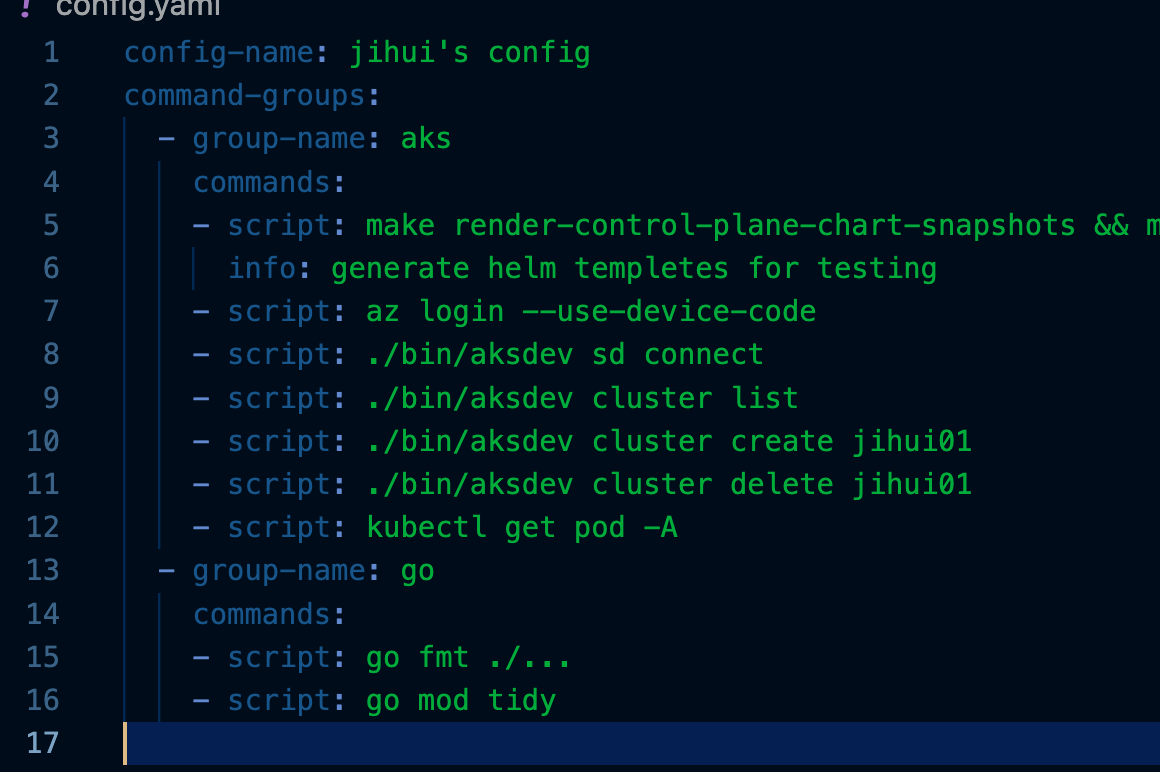 ! config.yaml
1 config-name: jihui's config
2 command-groups:
3 - group-name: aks
4 commands:
5 - script: make render-control-plane-chart-snapshots &&
6 info: generate helm templetes for testing
7 - script: az login --use-device-code
8 - script: ./bin/aksdev sd connect
9 - script: ./bin/aksdev cluster list
10 - script: ./bin/aksdev cluster create jihui01
11 - script: ./bin/aksdev cluster delete jihui01
12 - script: kubectl get pod -A
13 - group-name: go
14 commands:
15 - script: go fmt ./...
16 - script: go mod tidy
17